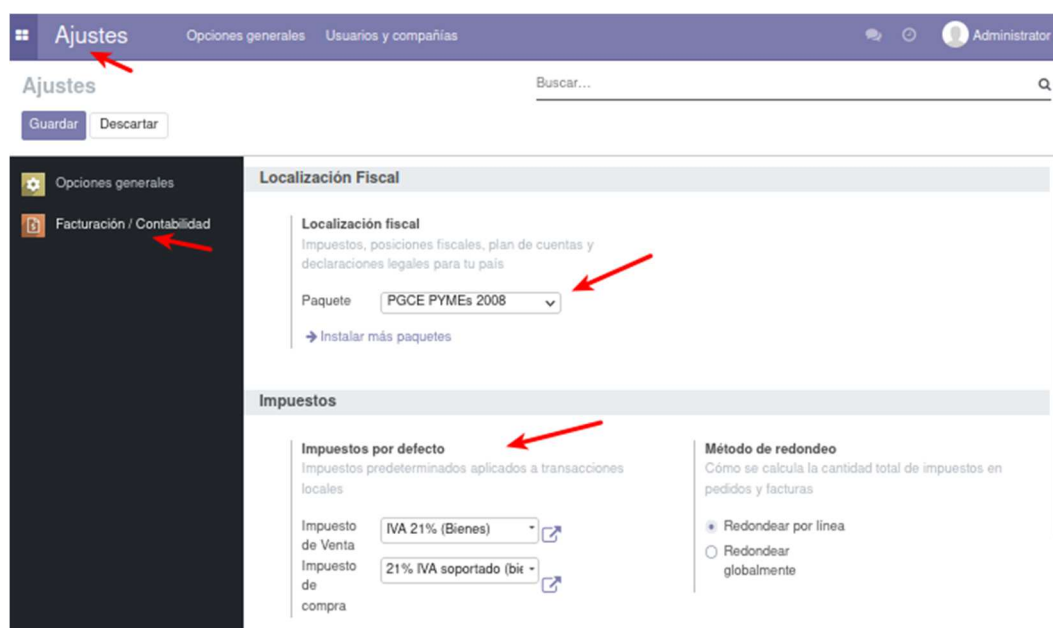 Ajustes Opciones generales Usuarios y compañías Administrator
Ajustes Buscar...
Guardar Descartar
Opciones generales
Facturación / Contabilidad
Localización Fiscal
Localización fiscal
Impuestos, posiciones fiscales, plan de cuentas y
declaraciones legales para tu país
Paquete PGCE PYMEs 2008
Instalar más paquetes
Impuestos
Impuestos por defecto
Impuestos predeterminados aplicados a transacciones
locales
Impuesto
de Venta
IVA 21% (Bienes)
Impuesto
de
compra
21% IVA soportado (bie
Método de redondeo
Cómo se calcula la cantidad total de impuestos en
pedidos y facturas
Redondear por línea
Redondear
globalmente